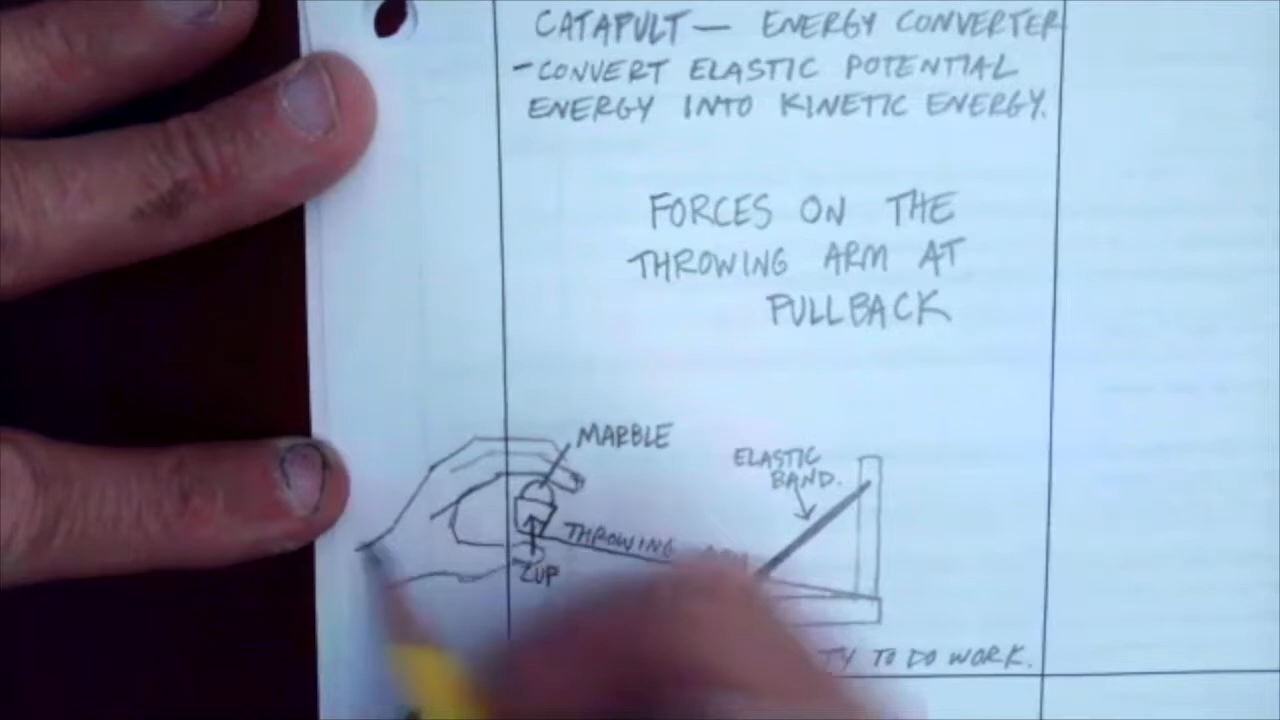 CATAPULT — ENERGY CONVERTER
- CONVERT ELASTIC POTENTIAL
ENERGY INTO KINETIC ENERGY.
FORCES ON THE
THROWING ARM AT
PULLBACK
MARBLE
ELASTIC
BAND.
THROWING
CUP
TO DO WORK.